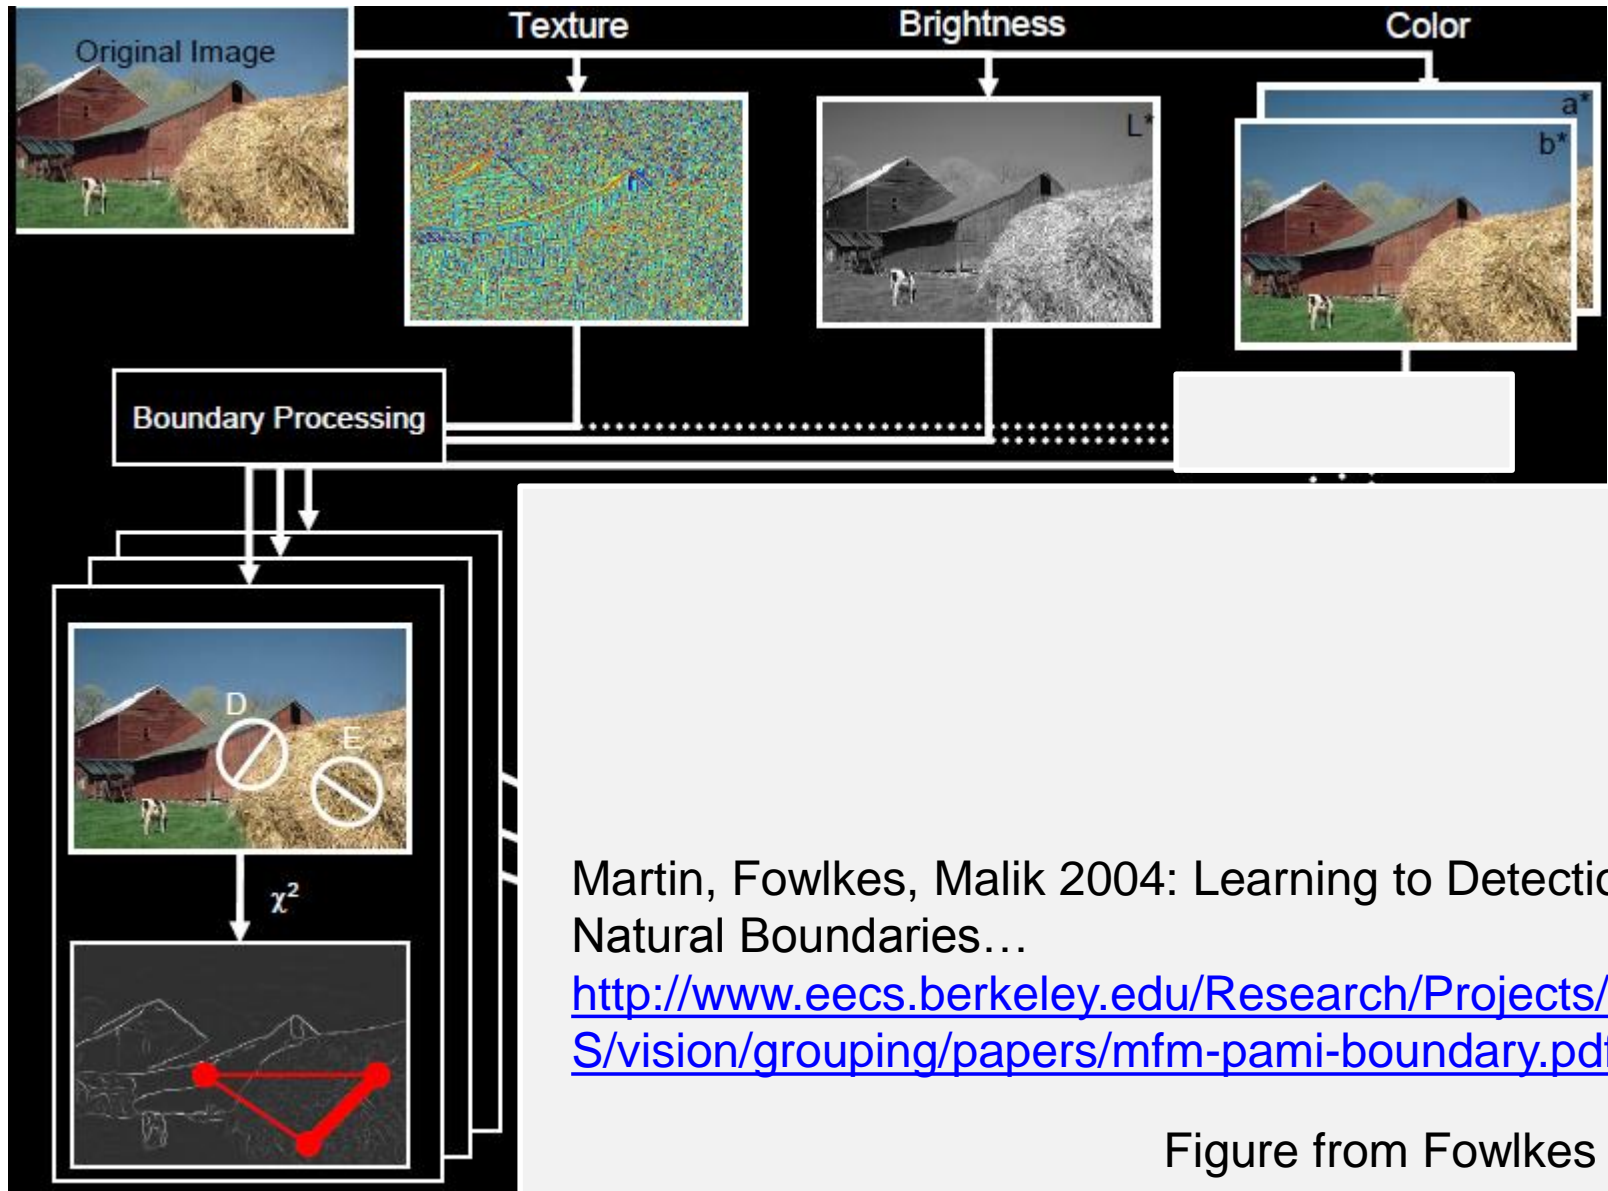 Original Image
Texture
Brightness
Color
L*
a*
b*
Boundary Processing
D
E
χ²
Martin, Fowlkes, Malik 2004: Learning to Detectio
Natural Boundaries…
http://www.eecs.berkeley.edu/Research/Projects/
S/vision/grouping/papers/mfm-pami-boundary.pdf
Figure from Fowlkes